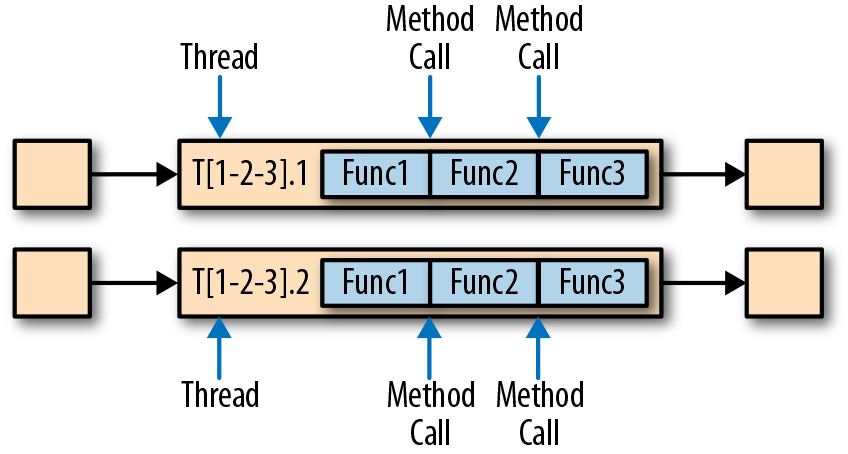 Method Method
Thread Call Call
T[1-2-3].1 Func1 Func2 Func3
T[1-2-3].2 Func1 Func2 Func3
Thread Method Method
Call Call